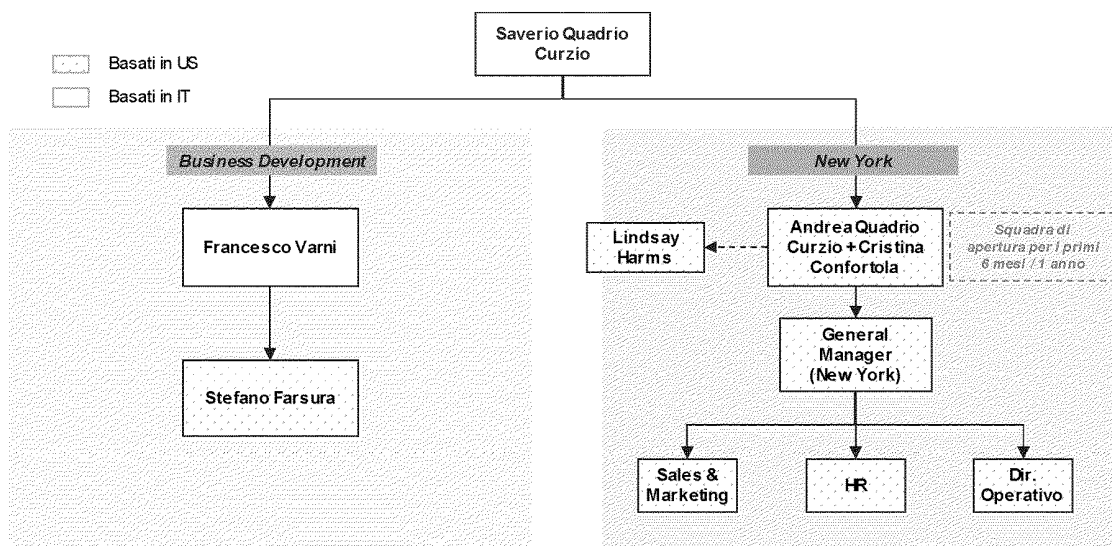 Saverio Quadrio
Curzio
Basati in US
Basati in IT
Business Development
Francesco Varni
Stefano Farsura
New York
Lindsay
Harms
Andrea Quadrio
Curzio + Cristina
Confortola
Squadra di
apertura per i primi
6 mesi / 1 anno
General
Manager
(New York)
Sales &
Marketing
HR
Dir.
Operativo